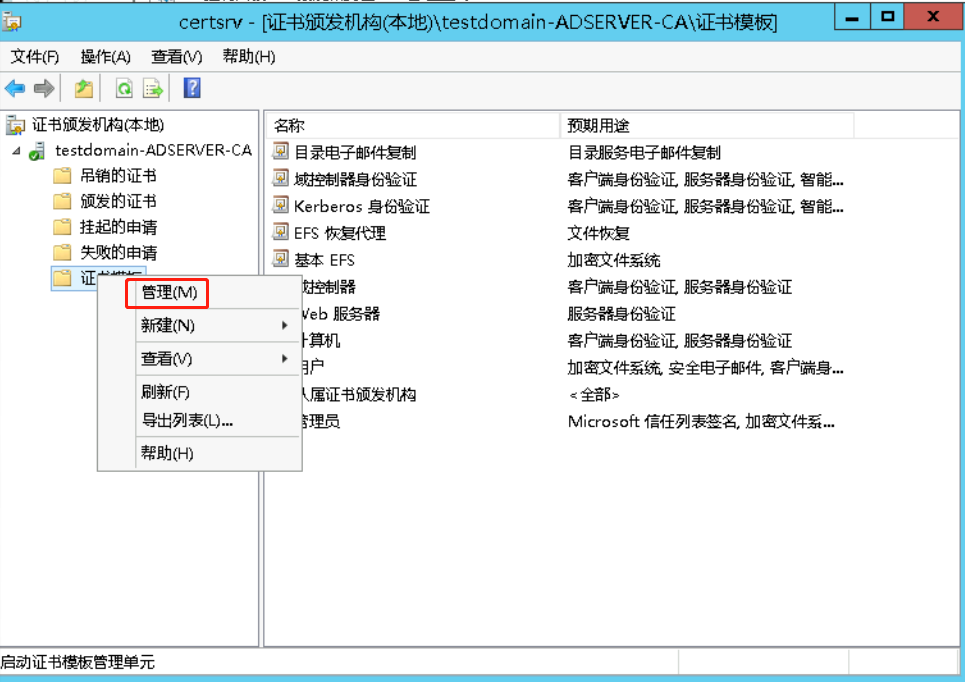 certsrv - [证书颁发机构(本地)\testdomain-ADSERVER-CA\证书模板]
文件(F) 操作(A) 查看(V) 帮助(H)
证书颁发机构(本地)
testdomain-ADSERVER-CA
吊销的证书
颁发的证书
挂起的申请
失败的申请
证书模板
管理(M)
新建(N)
查看(V)
刷新(F)
导出列表(L)...
帮助(H)
名称 预期用途
目录电子邮件复制 目录服务电子邮件复制
域控制器身份验证 客户端身份验证, 服务器身份验证, 智能...
Kerberos 身份验证 客户端身份验证, 服务器身份验证, 智能...
EFS 恢复代理 文件恢复
基本 EFS 加密文件系统
域控制器 客户端身份验证, 服务器身份验证
Web 服务器 服务器身份验证
计算机 客户端身份验证, 服务器身份验证
用户 加密文件系统, 安全电子邮件, 客户端身...
从属证书颁发机构 <全部>
管理员 Microsoft 信任列表签名, 加密文件系...
启动证书模板管理单元